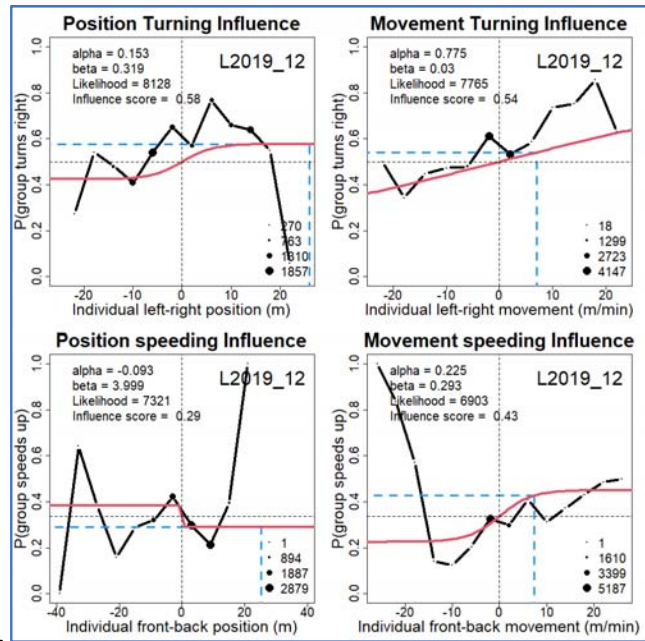 Position Turning Influence
alpha = 0.153
beta = 0.319
Likelihood = 8128
Influence score = 0.58
L2019_12
P(group turns right)
0.0 0.2 0.4 0.6 0.8 1.0
270
763
1310
1857
-20 -10 0 10 20
Individual left-right position (m)
Movement Turning Influence
alpha = 0.775
beta = 0.03
Likelihood = 7765
Influence score = 0.54
L2019_12
P(group turns right)
0.0 0.2 0.4 0.6 0.8 1.0
18
1299
2723
4147
-20 -10 0 10 20
Individual left-right movement (m/min)
Position speeding Influence
alpha = -0.093
beta = 3.999
Likelihood = 7321
Influence score = 0.29
L2019_12
P(group speeds up)
0.0 0.2 0.4 0.6 0.8 1.0
1
894
1887
2879
-40 -20 0 20 40
Individual front-back position (m)
Movement speeding Influence
alpha = 0.225
beta = 0.293
Likelihood = 6903
Influence score = 0.43
L2019_12
P(group speeds up)
0.0 0.2 0.4 0.6 0.8 1.0
1
1610
3399
5187
-20 -10 0 10 20
Individual front-back movement (m/min)